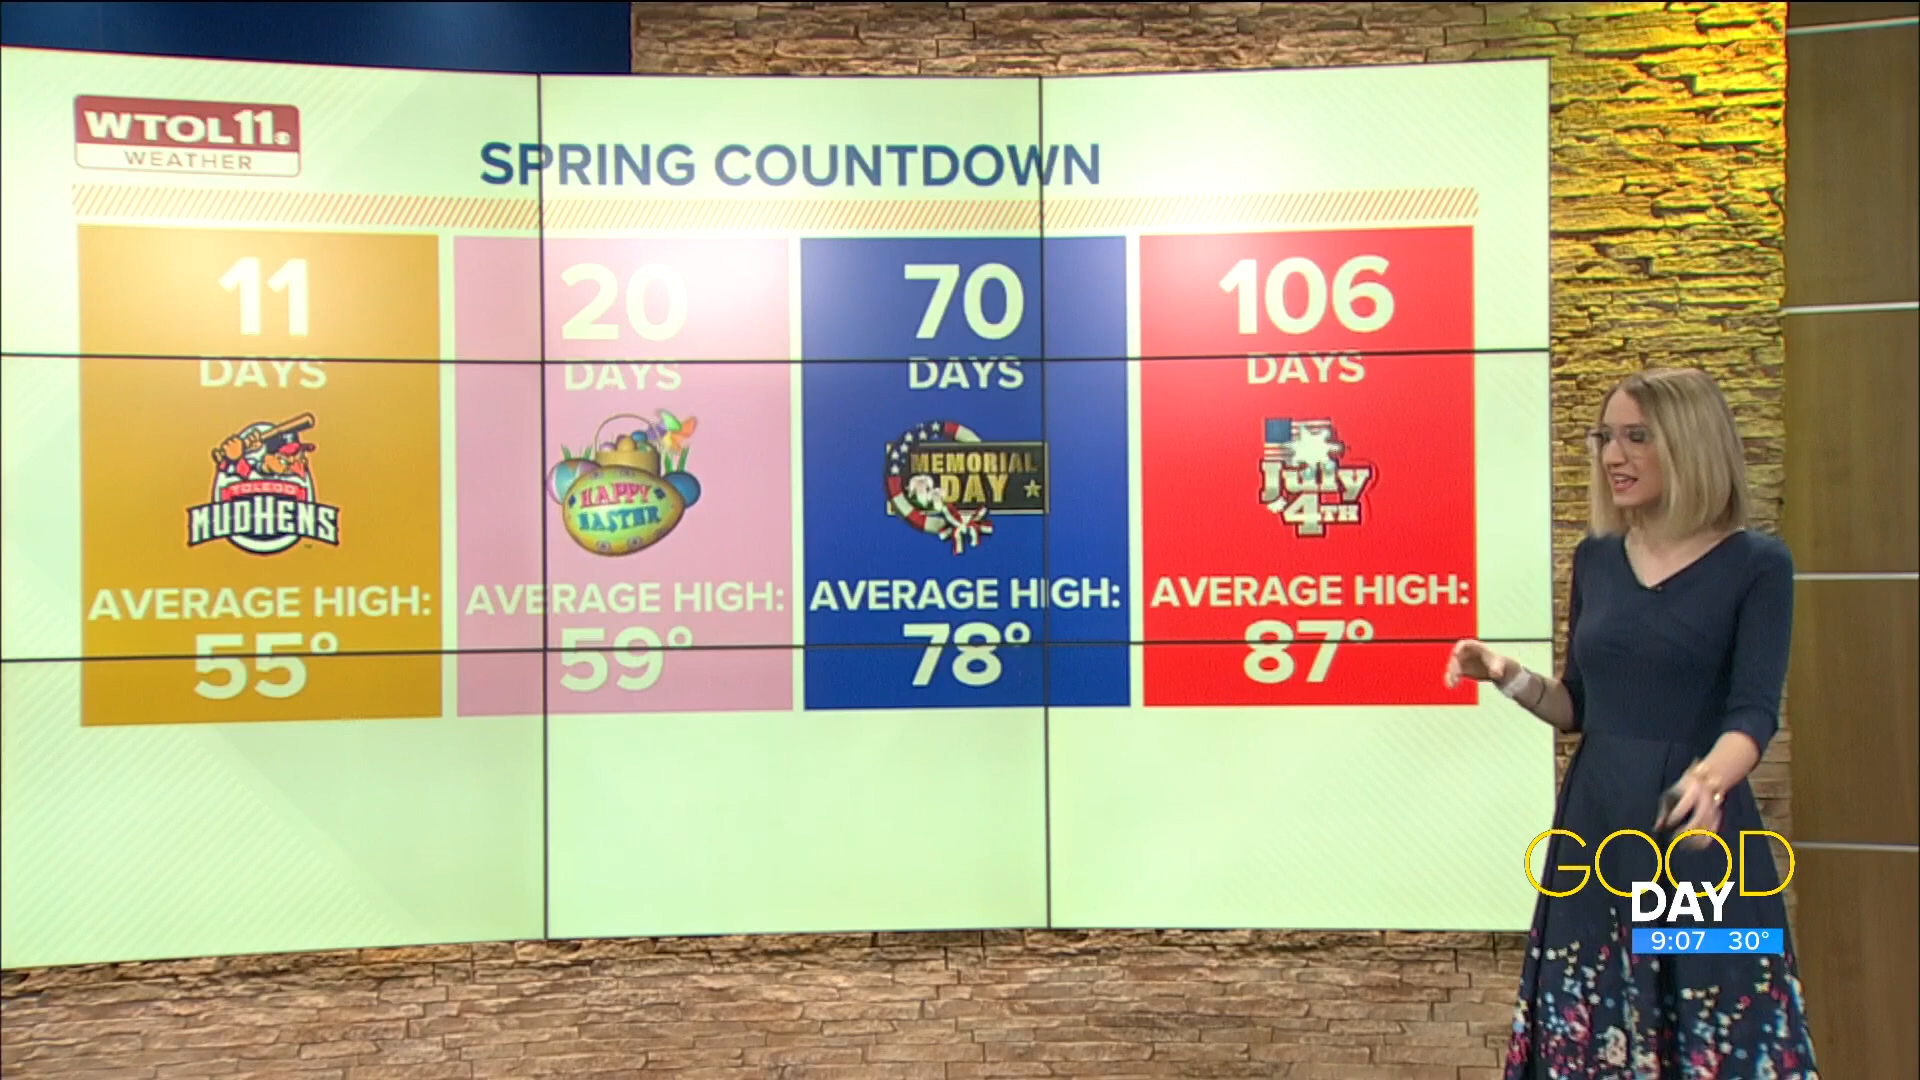 WTOL11
WEATHER
SPRING COUNTDOWN
11
DAYS
TOLEDO
MUDHENS
AVERAGE HIGH:
55°
20
DAYS
HAPPY
EASTER
AVERAGE HIGH:
59°
70
DAYS
MEMORIAL
DAY
AVERAGE HIGH:
78°
106
DAYS
July
4TH
AVERAGE HIGH:
87°
GOOD
DAY
9:07 30°